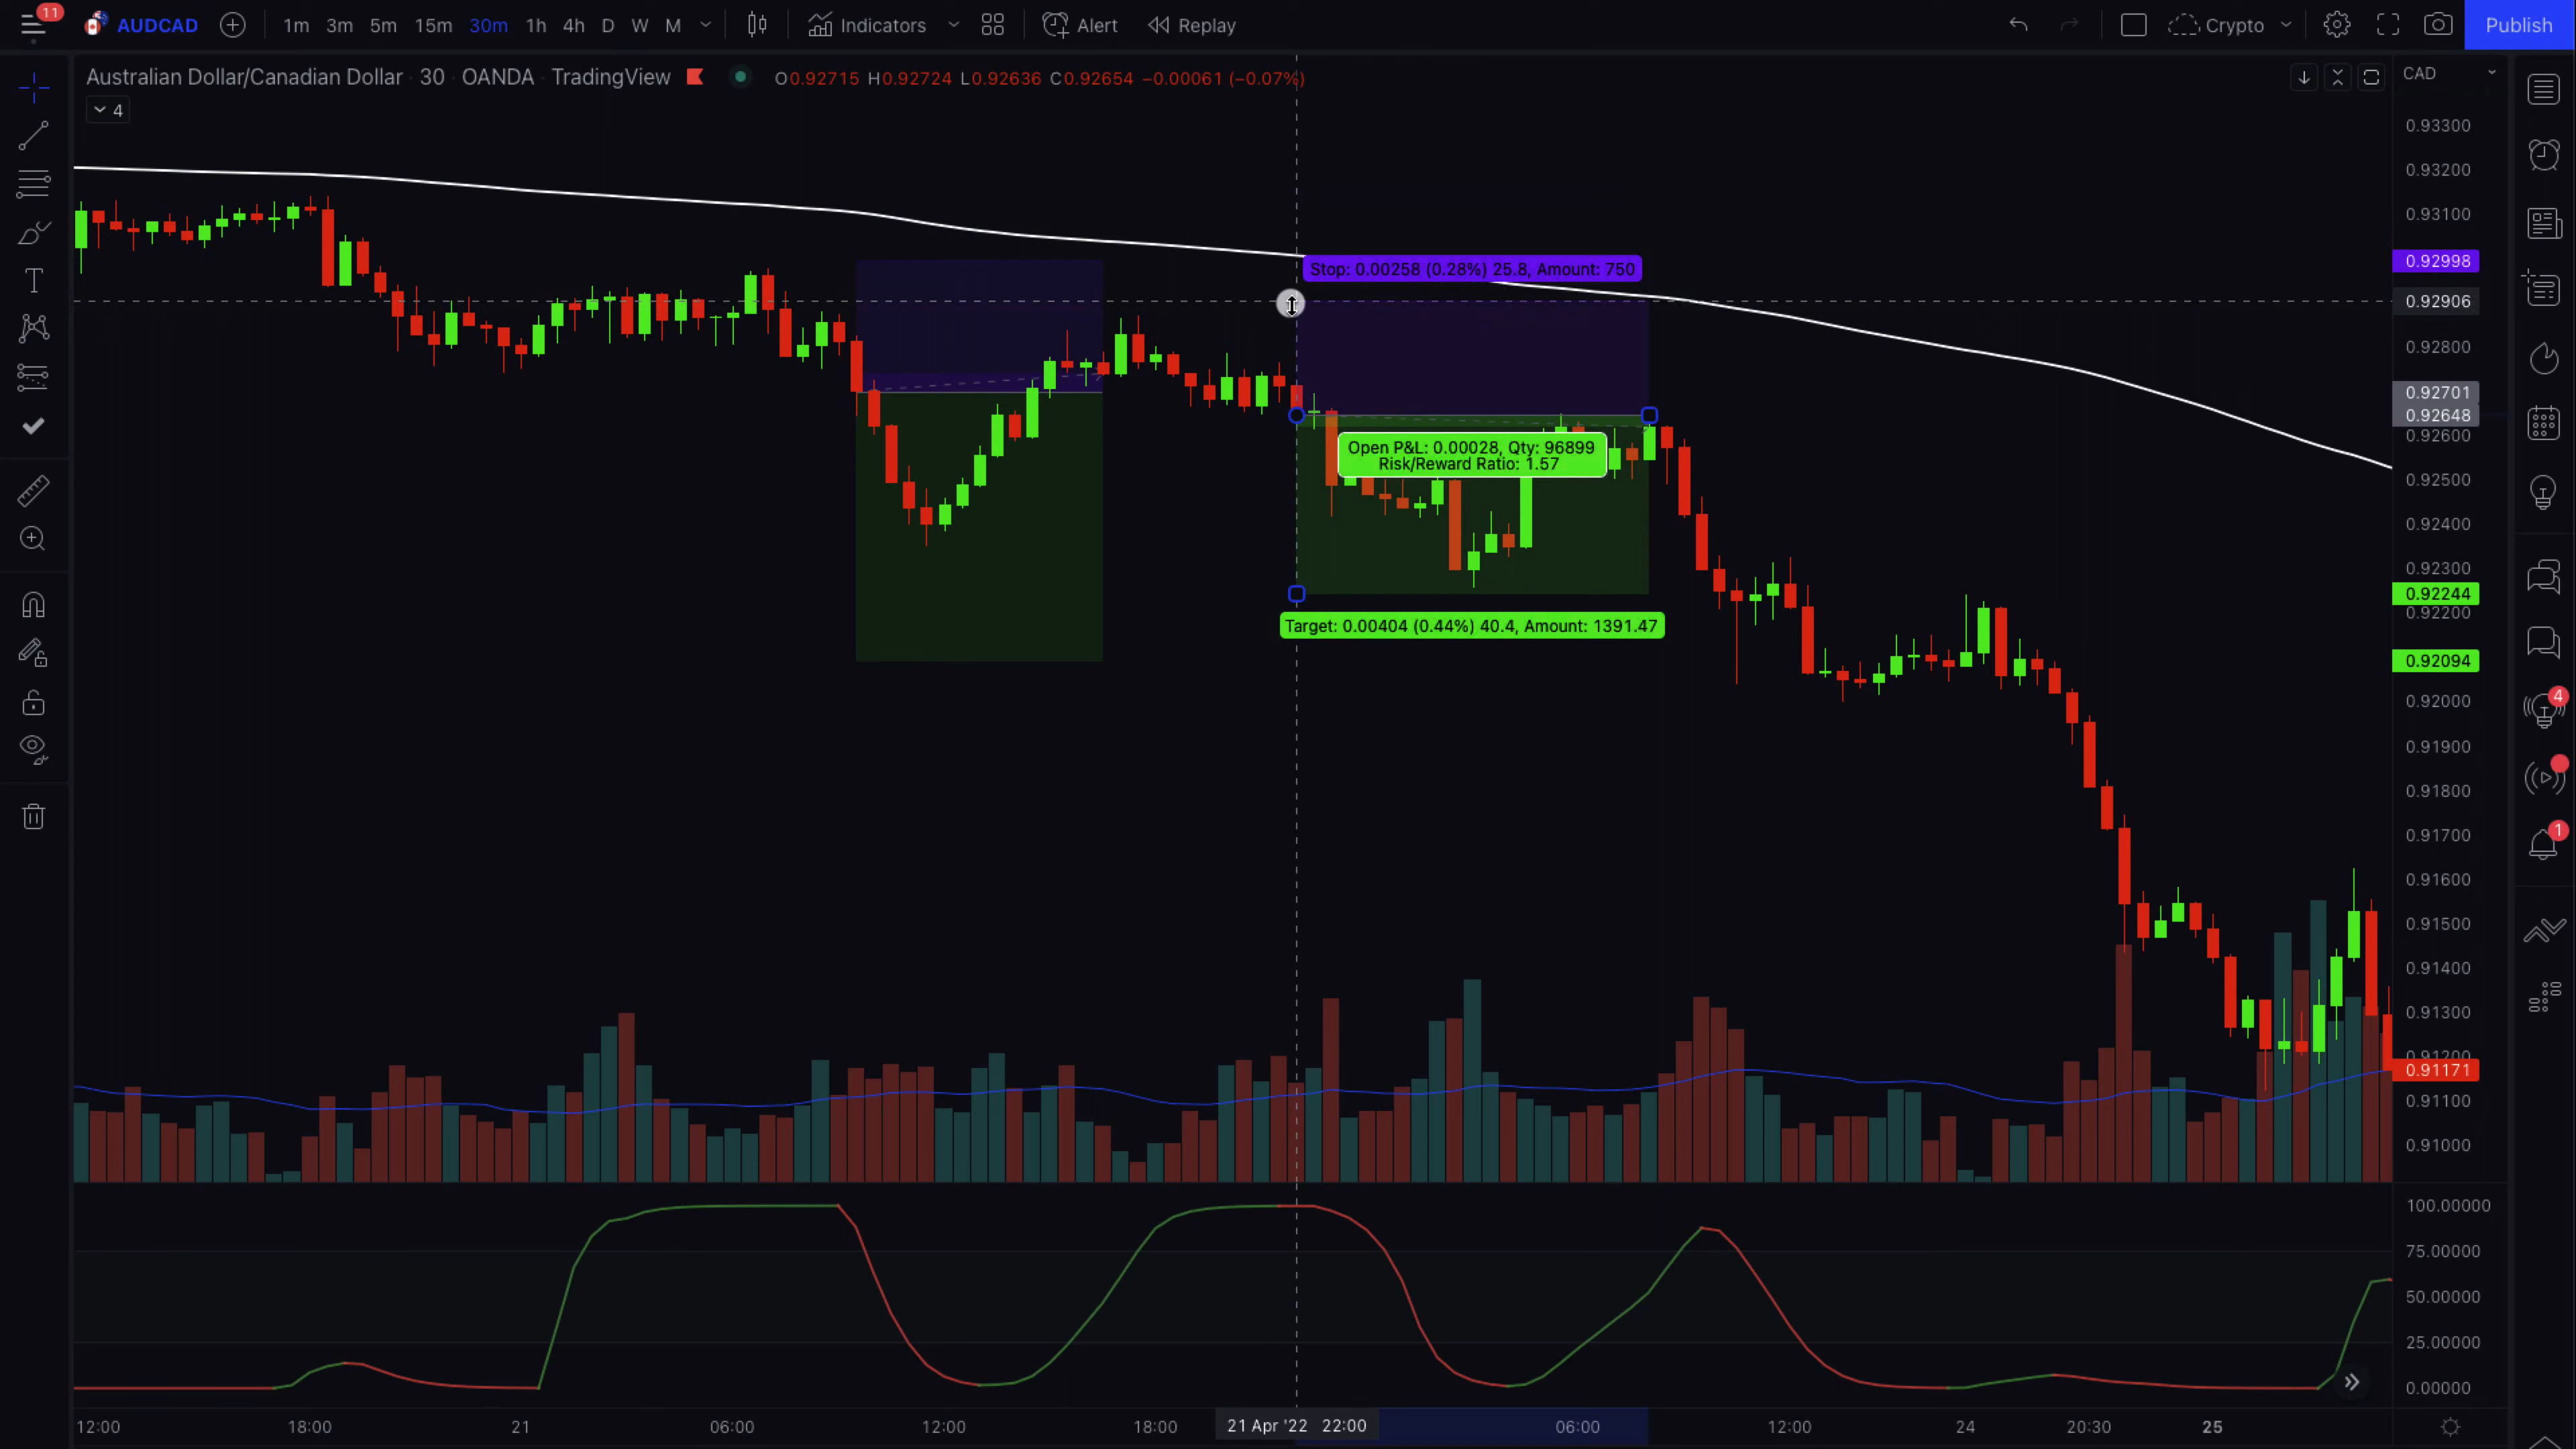 11
AUDCAD
1m 3m 5m 15m 30m 1h 4h D W M
Indicators
Alert
Replay
Crypto
Publish
Australian Dollar/Canadian Dollar · 30 · OANDA · TradingView
O0.92715 H0.92724 L0.92636 C0.92654 −0.00061 (−0.07%)
4
CAD
0.93300
0.93200
0.93100
0.92998
0.92906
0.92800
0.92701
0.92648
0.92600
0.92500
0.92400
0.92300
0.92244
0.92200
0.92094
0.92000
0.91900
0.91800
0.91700
0.91600
0.91500
0.91400
0.91300
0.91200
0.91171
0.91100
0.91000
Stop: 0.00258 (0.28%) 25.8, Amount: 750
Open P&L: 0.00028, Qty: 96899
Risk/Reward Ratio: 1.57
Target: 0.00404 (0.44%) 40.4, Amount: 1391.47
4
1
100.00000
75.00000
50.00000
25.00000
0.00000
12:00 18:00 21 06:00 12:00 18:00 21 Apr '22 22:00 06:00 12:00 24 20:30 25